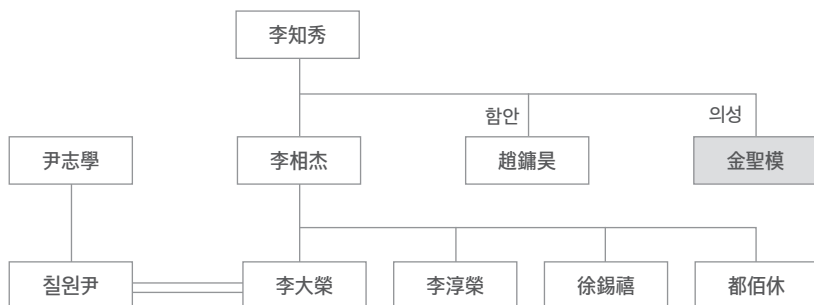 李知秀
함안
의성
尹志學
李相杰
趙鏞昊
金聖模
칠원尹
李大榮
李淳榮
徐錫禧
都佰休